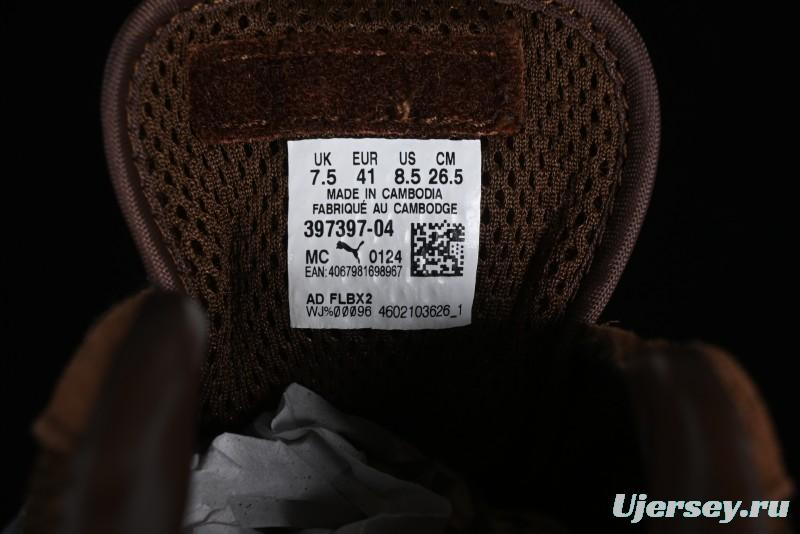 UK EUR US CM
7.5 41 8.5 26.5
MADE IN CAMBODIA
FABRIQUÉ AU CAMBODGE
397397-04
MC 0124
EAN: 4067981698967
AD FLBX2
WJ%00096 4602103626_1
Ujersey.ru